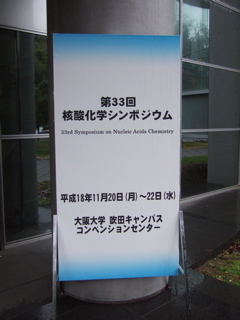 第33回
核酸化学シンポジウム
33rd Symposium on Nucleic Acids Chemistry
平成18年11月20日(月)～22日(水)
大阪大学 吹田キャンパス
コンベンションセンター